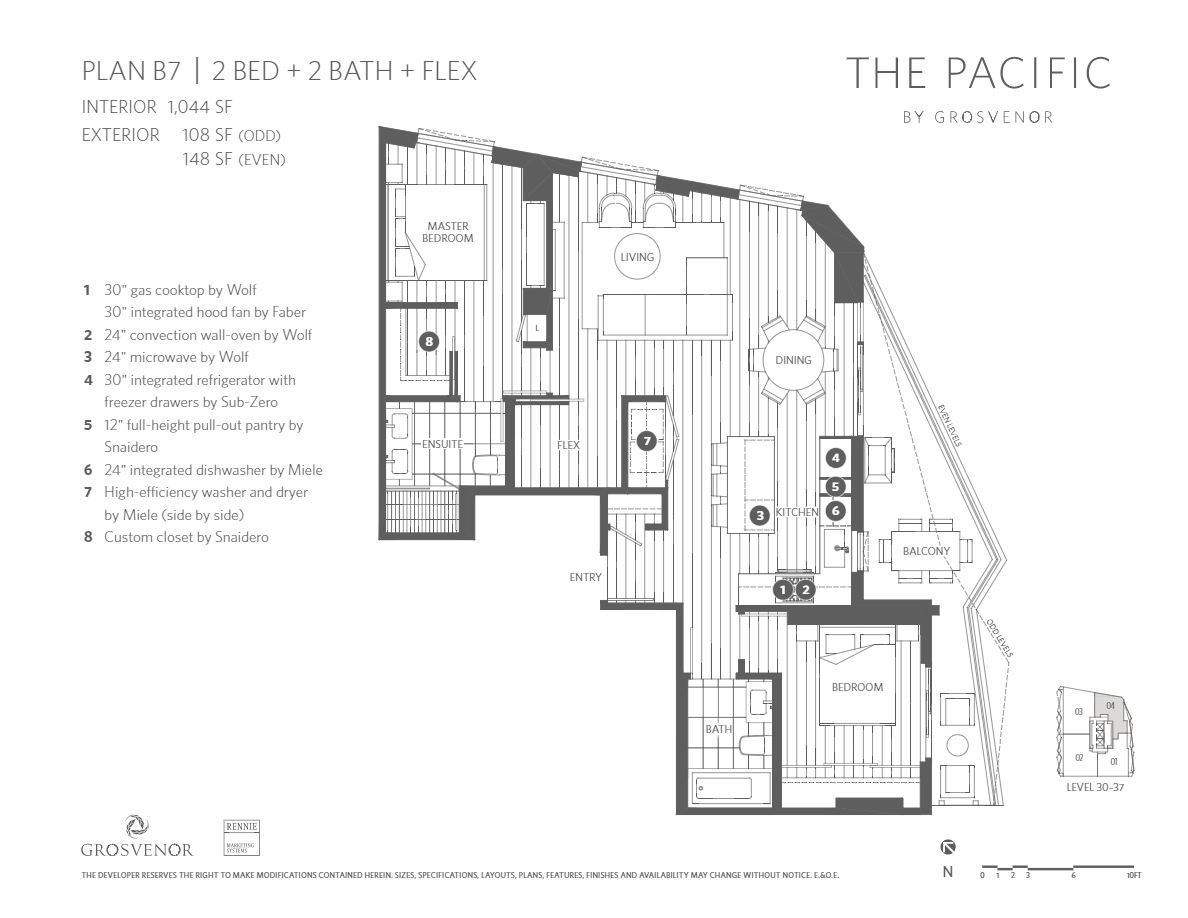 PLAN B7 | 2 BED + 2 BATH + FLEX
INTERIOR 1,044 SF
EXTERIOR 108 SF (ODD)
148 SF (EVEN)
THE PACIFIC
BY GROSVENOR
1 30" gas cooktop by Wolf
30" integrated hood fan by Faber
2 24" convection wall-oven by Wolf
3 24" microwave by Wolf
4 30" integrated refrigerator with
freezer drawers by Sub-Zero
5 12" full-height pull-out pantry by
Snaidero
6 24" integrated dishwasher by Miele
7 High-efficiency washer and dryer
by Miele (side by side)
8 Custom closet by Snaidero
MASTER
BEDROOM
LIVING
L
8
DINING
EVEN LEVELS
ENSUITE
FLEX
7
4
5
3
KITCHEN
6
BALCONY
ENTRY
1 2
ODD LEVELS
BEDROOM
BATH
03
04
02
01
LEVEL 30-37
GROSVENOR
RENNIE
MARKETING
SYSTEMS
N
0 1 2 3 6 10FT
THE DEVELOPER RESERVES THE RIGHT TO MAKE MODIFICATIONS CONTAINED HEREIN. SIZES, SPECIFICATIONS, LAYOUTS, PLANS, FEATURES, FINISHES AND AVAILABILITY MAY CHANGE WITHOUT NOTICE. E.&O.E.